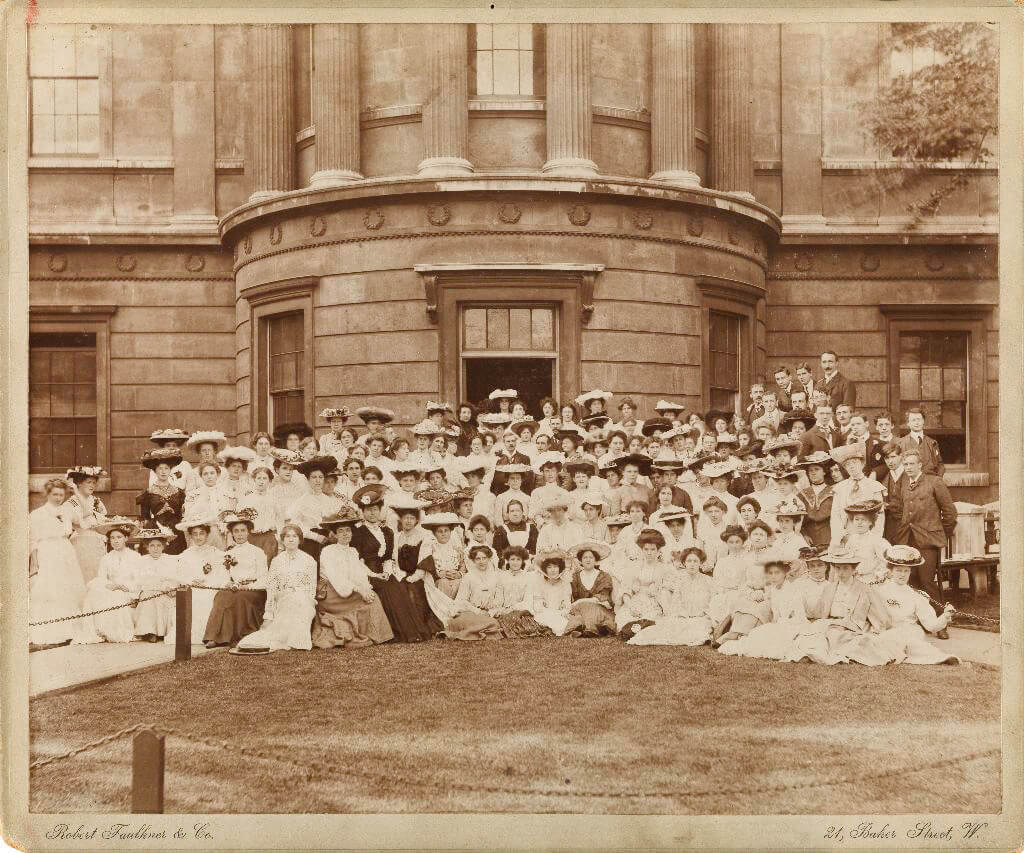 Robert Faulkner & Co.
21, Baker Street, W.